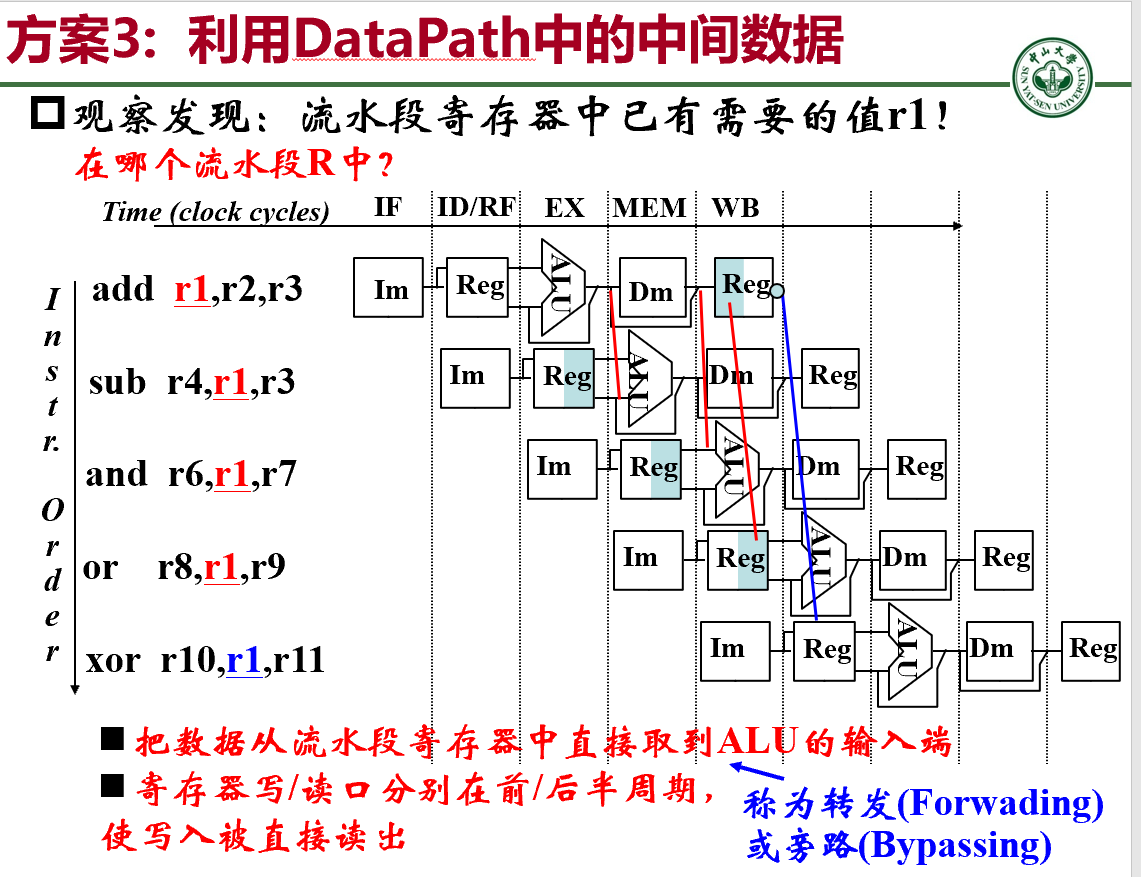 方案3: 利用DataPath中的中间数据
中山大学
SUN YAT-SEN UNIVERSITY
观察发现：流水段寄存器中已有需要的值r1！
在哪个流水段R中？
Time (clock cycles) IF ID/RF EX MEM WB
Instr. Order
add r1,r2,r3 Im Reg ALU Dm Reg
sub r4,r1,r3 Im Reg ALU Dm Reg
and r6,r1,r7 Im Reg ALU Dm Reg
or r8,r1,r9 Im Reg ALU Dm Reg
xor r10,r1,r11 Im Reg ALU Dm Reg
把数据从流水段寄存器中直接取到ALU的输入端
寄存器写/读口分别在前/后半周期，
使写入被直接读出
称为转发(Forwading)
或旁路(Bypassing)